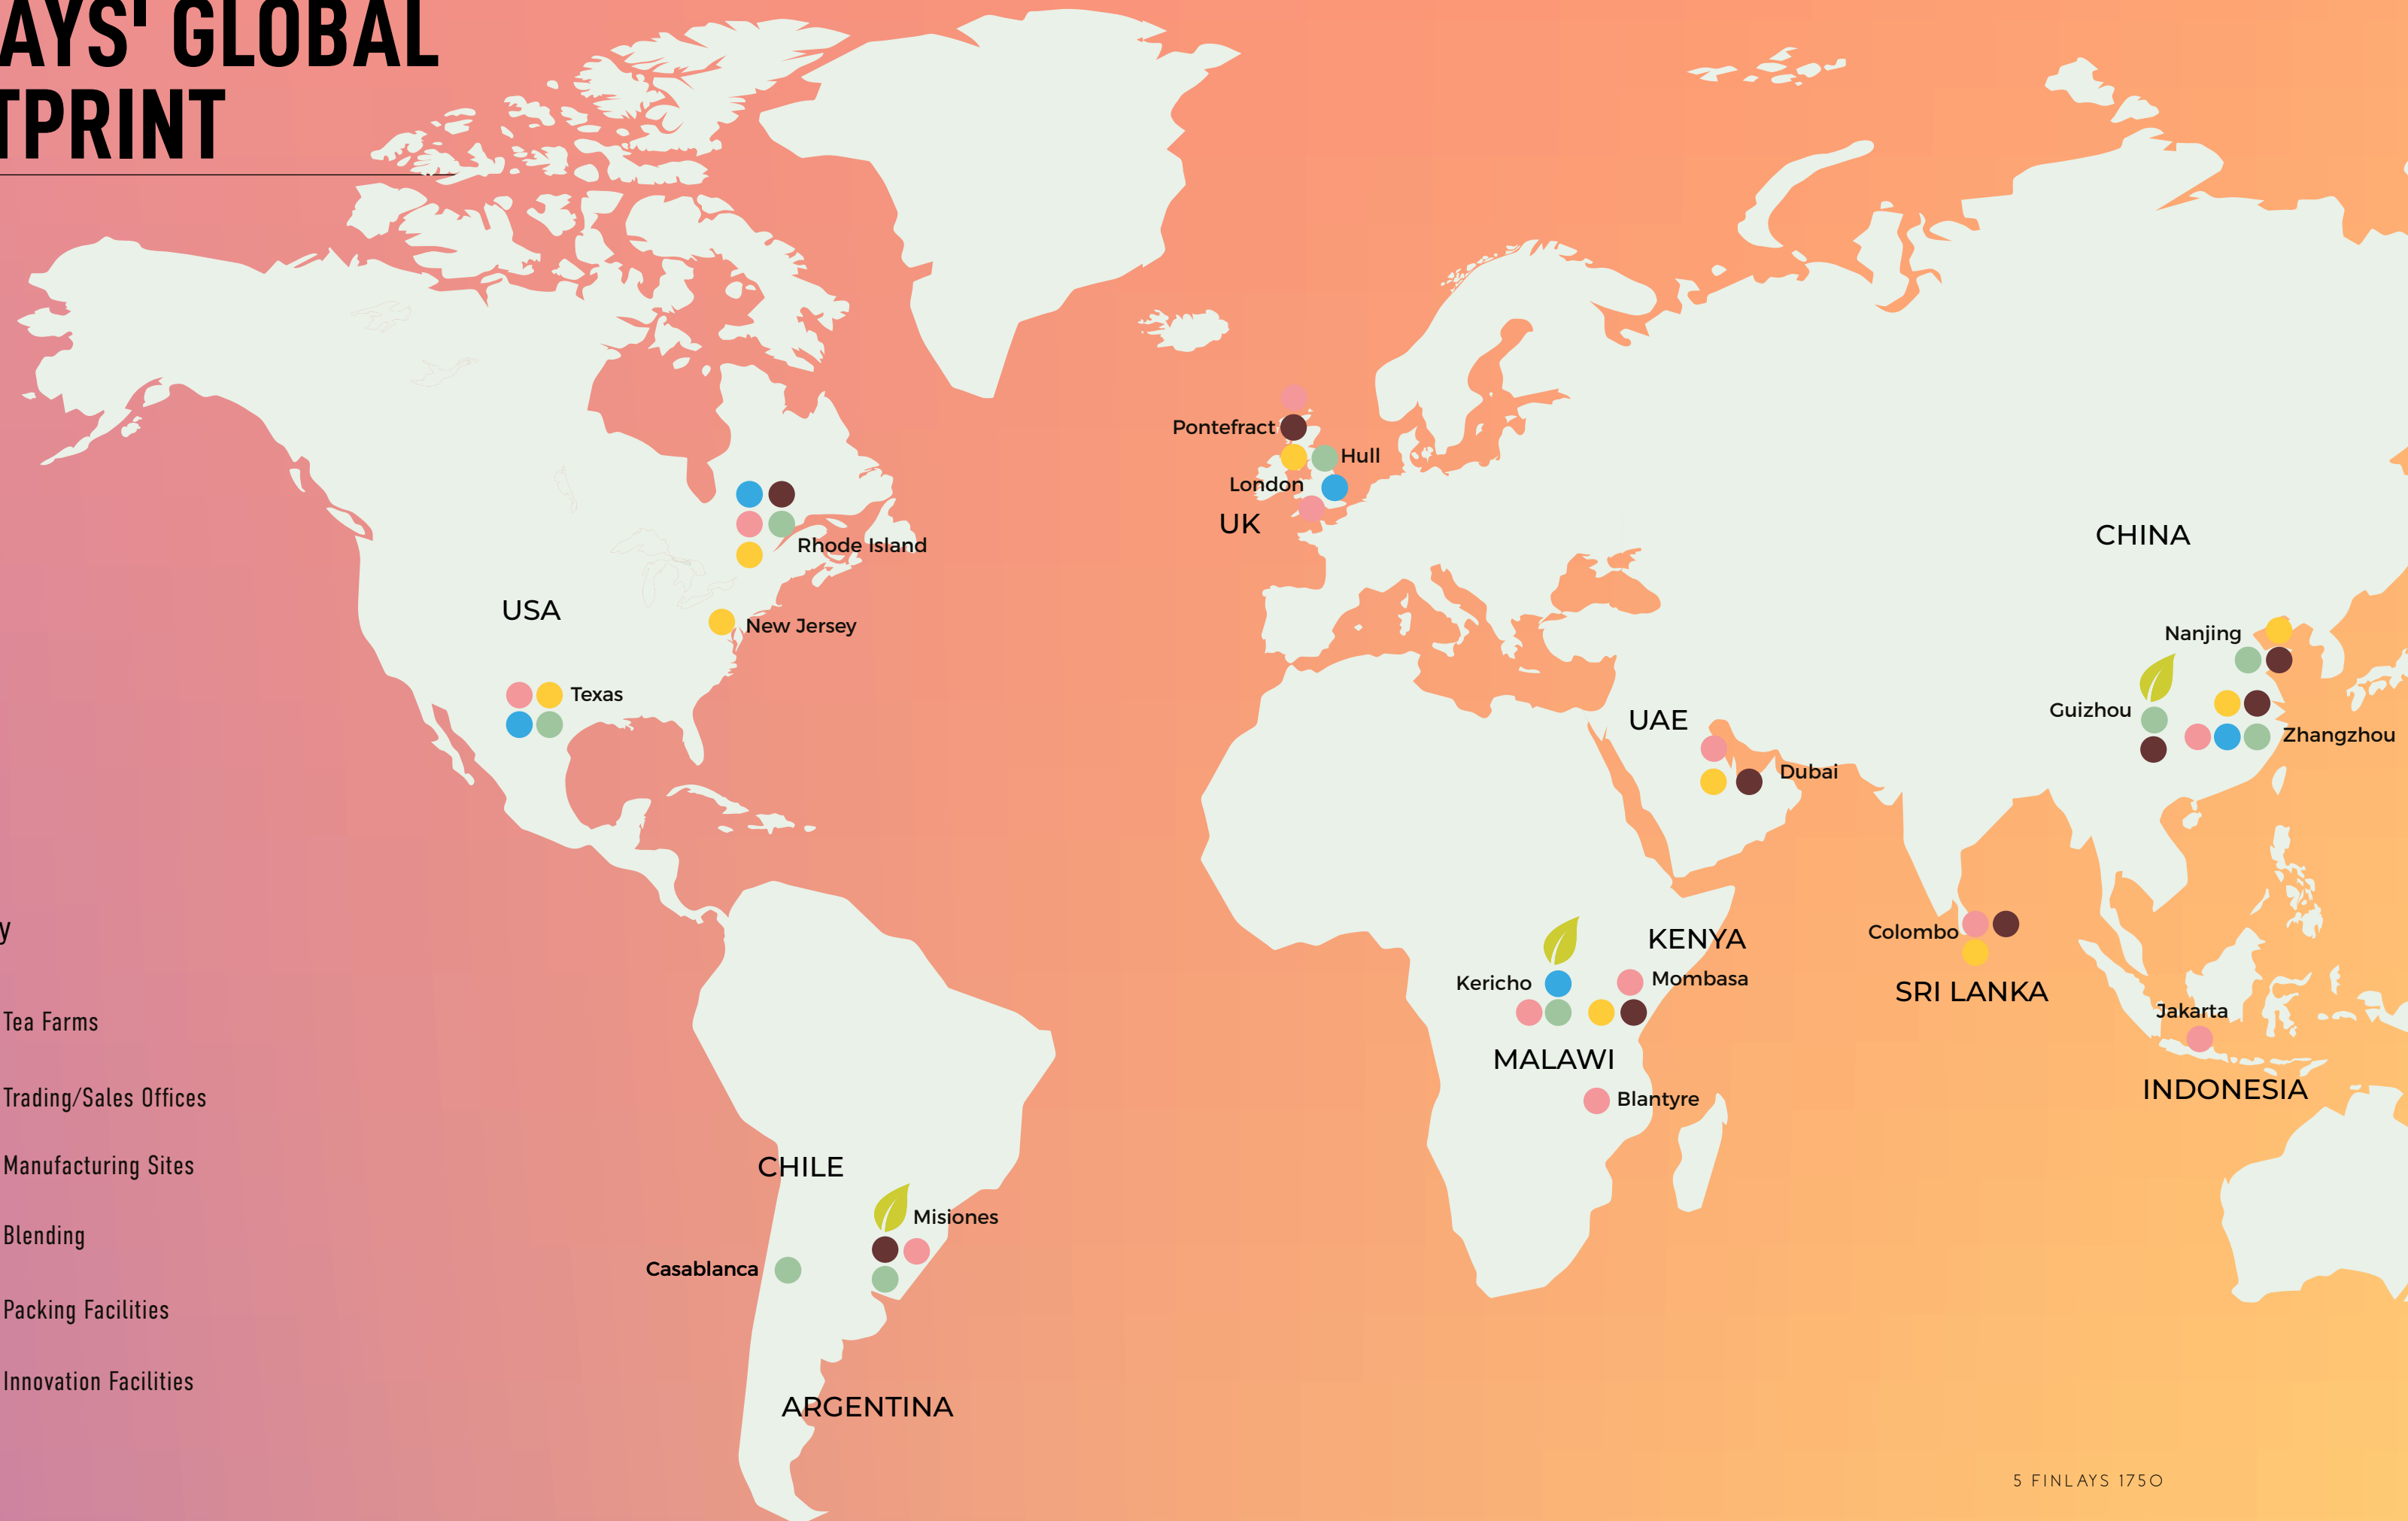 AYS' GLOBAL
TPRINT
Pontefract
Hull
London
UK
CHINA
Rhode Island
USA
New Jersey
Nanjing
Texas
Guizhou
UAE
Zhangzhou
Dubai
Colombo
KENYA
Kericho
Mombasa
SRI LANKA
Jakarta
MALAWI
INDONESIA
Blantyre
CHILE
Misiones
Casablanca
ARGENTINA
y
Tea Farms
Trading/Sales Offices
Manufacturing Sites
Blending
Packing Facilities
Innovation Facilities
5 FINLAYS 1750